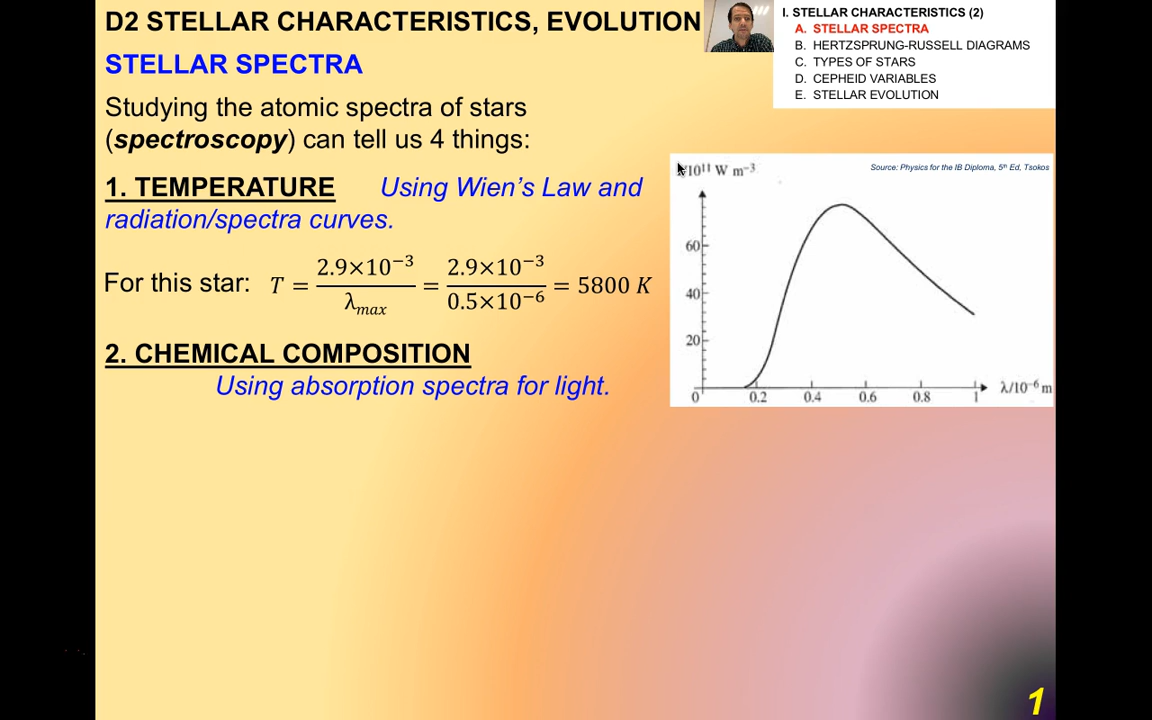 D2 STELLAR CHARACTERISTICS, EVOLUTION
STELLAR SPECTRA
Studying the atomic spectra of stars
(spectroscopy) can tell us 4 things:
1. TEMPERATURE Using Wien’s Law and
radiation/spectra curves.
For this star: T = 2.9×10⁻³ / λmax = 2.9×10⁻³ / 0.5×10⁻⁶ = 5800 K
2. CHEMICAL COMPOSITION
Using absorption spectra for light.
I. STELLAR CHARACTERISTICS (2)
A. STELLAR SPECTRA
B. HERTZSPRUNG-RUSSELL DIAGRAMS
C. TYPES OF STARS
D. CEPHEID VARIABLES
E. STELLAR EVOLUTION
/10¹¹ W m⁻³
Source: Physics for the IB Diploma, 5th Ed, Tsokos
60
40
20
0 0.2 0.4 0.6 0.8 1 λ/10⁻⁶ m
1